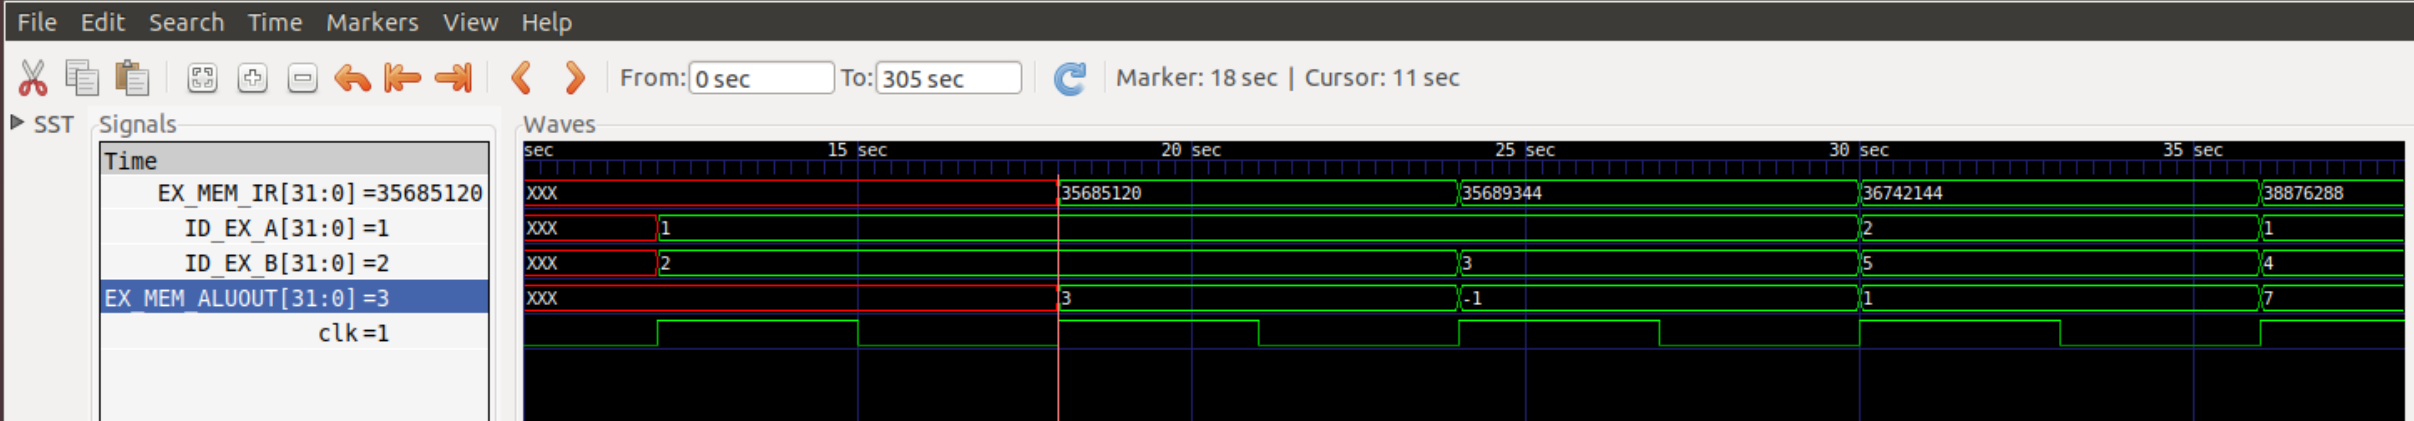 File Edit Search Time Markers View Help
From: 0 sec To: 305 sec Marker: 18 sec | Cursor: 11 sec
SST Signals Waves
Time sec 15 sec 20 sec 25 sec 30 sec 35 sec
EX_MEM_IR[31:0] =35685120 XXX 35685120 35689344 36742144 38876288
ID_EX_A[31:0] =1 XXX 1 2 1
ID_EX_B[31:0] =2 XXX 2 3 5 4
EX_MEM_ALUOUT[31:0] =3 XXX 3 -1 1 7
clk =1